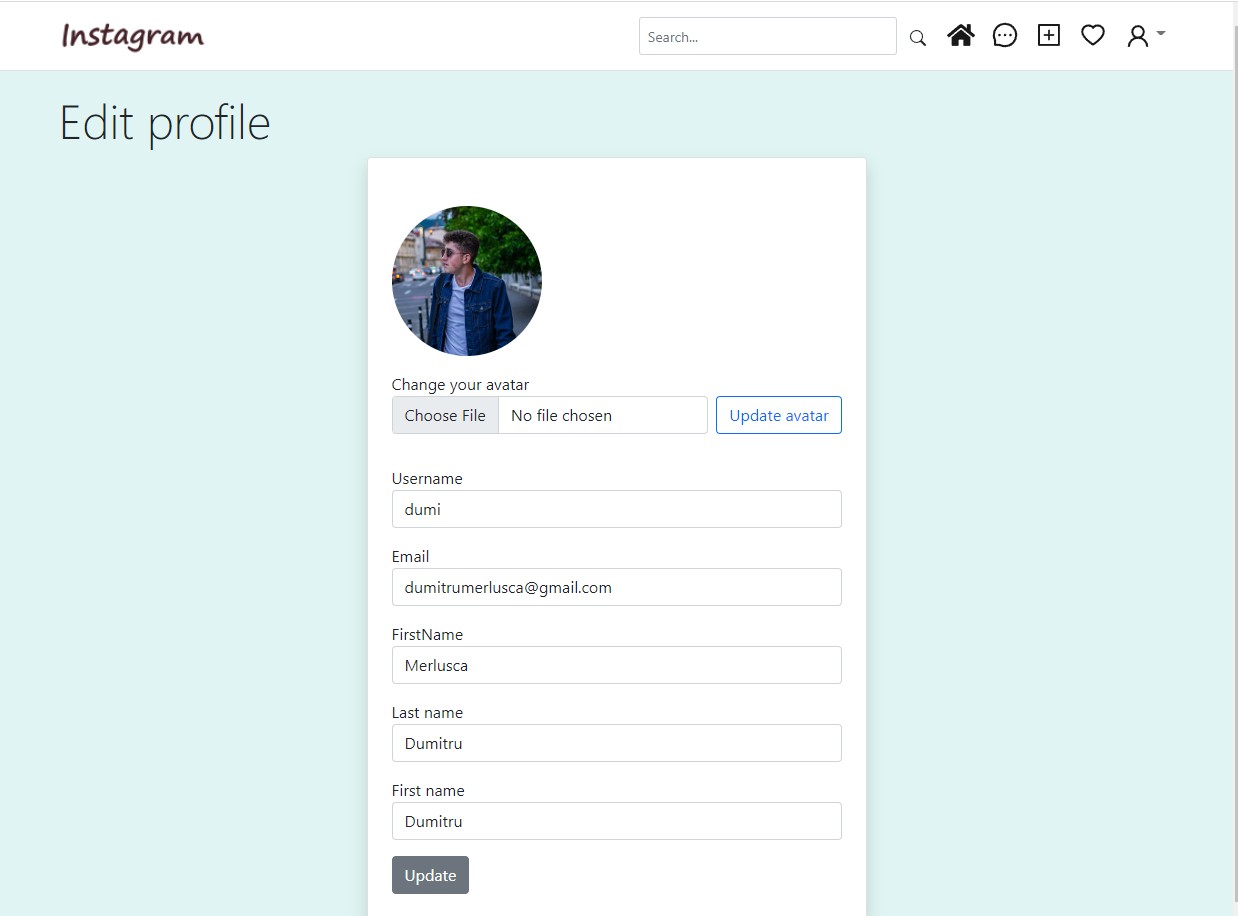 Instagram
Search...
Edit profile
Change your avatar
Choose File No file chosen Update avatar
Username
dumi
Email
dumitrumerlusca@gmail.com
FirstName
Merlusca
Last name
Dumitru
First name
Dumitru
Update